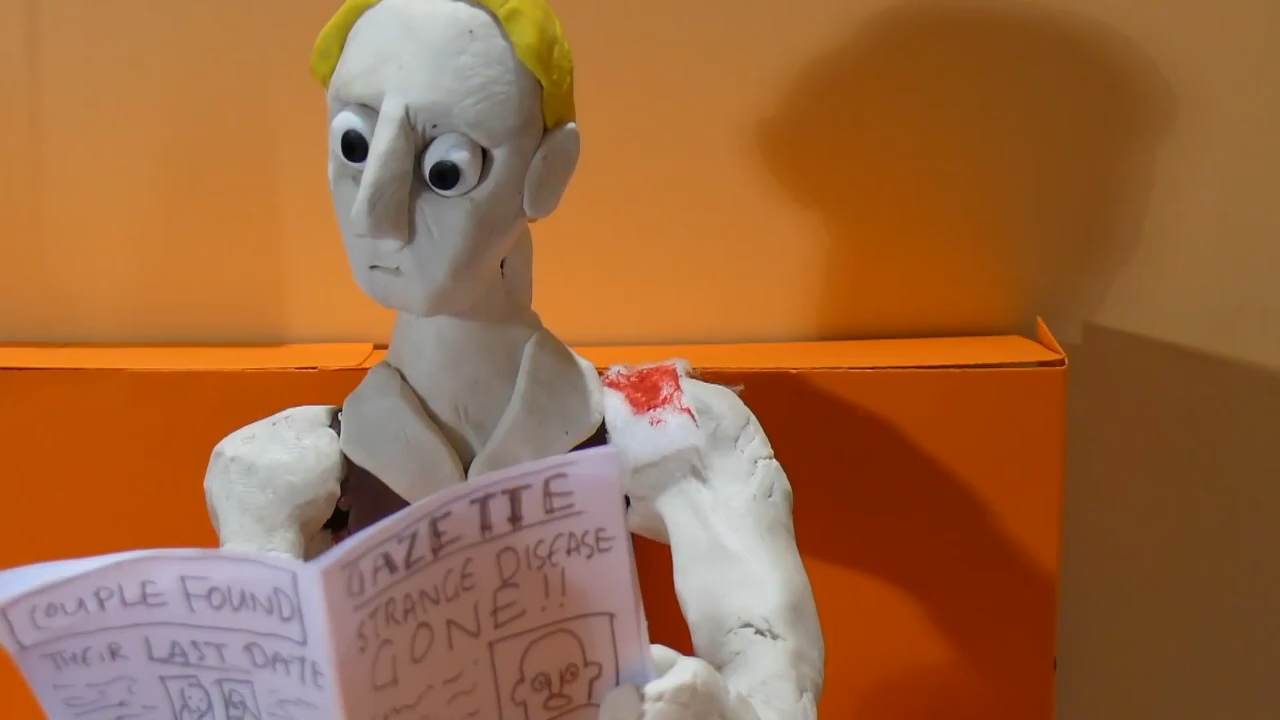 COUPLE FOUND
THEIR LAST DATE
GAZETTE
STRANGE DISEASE
GONE!!